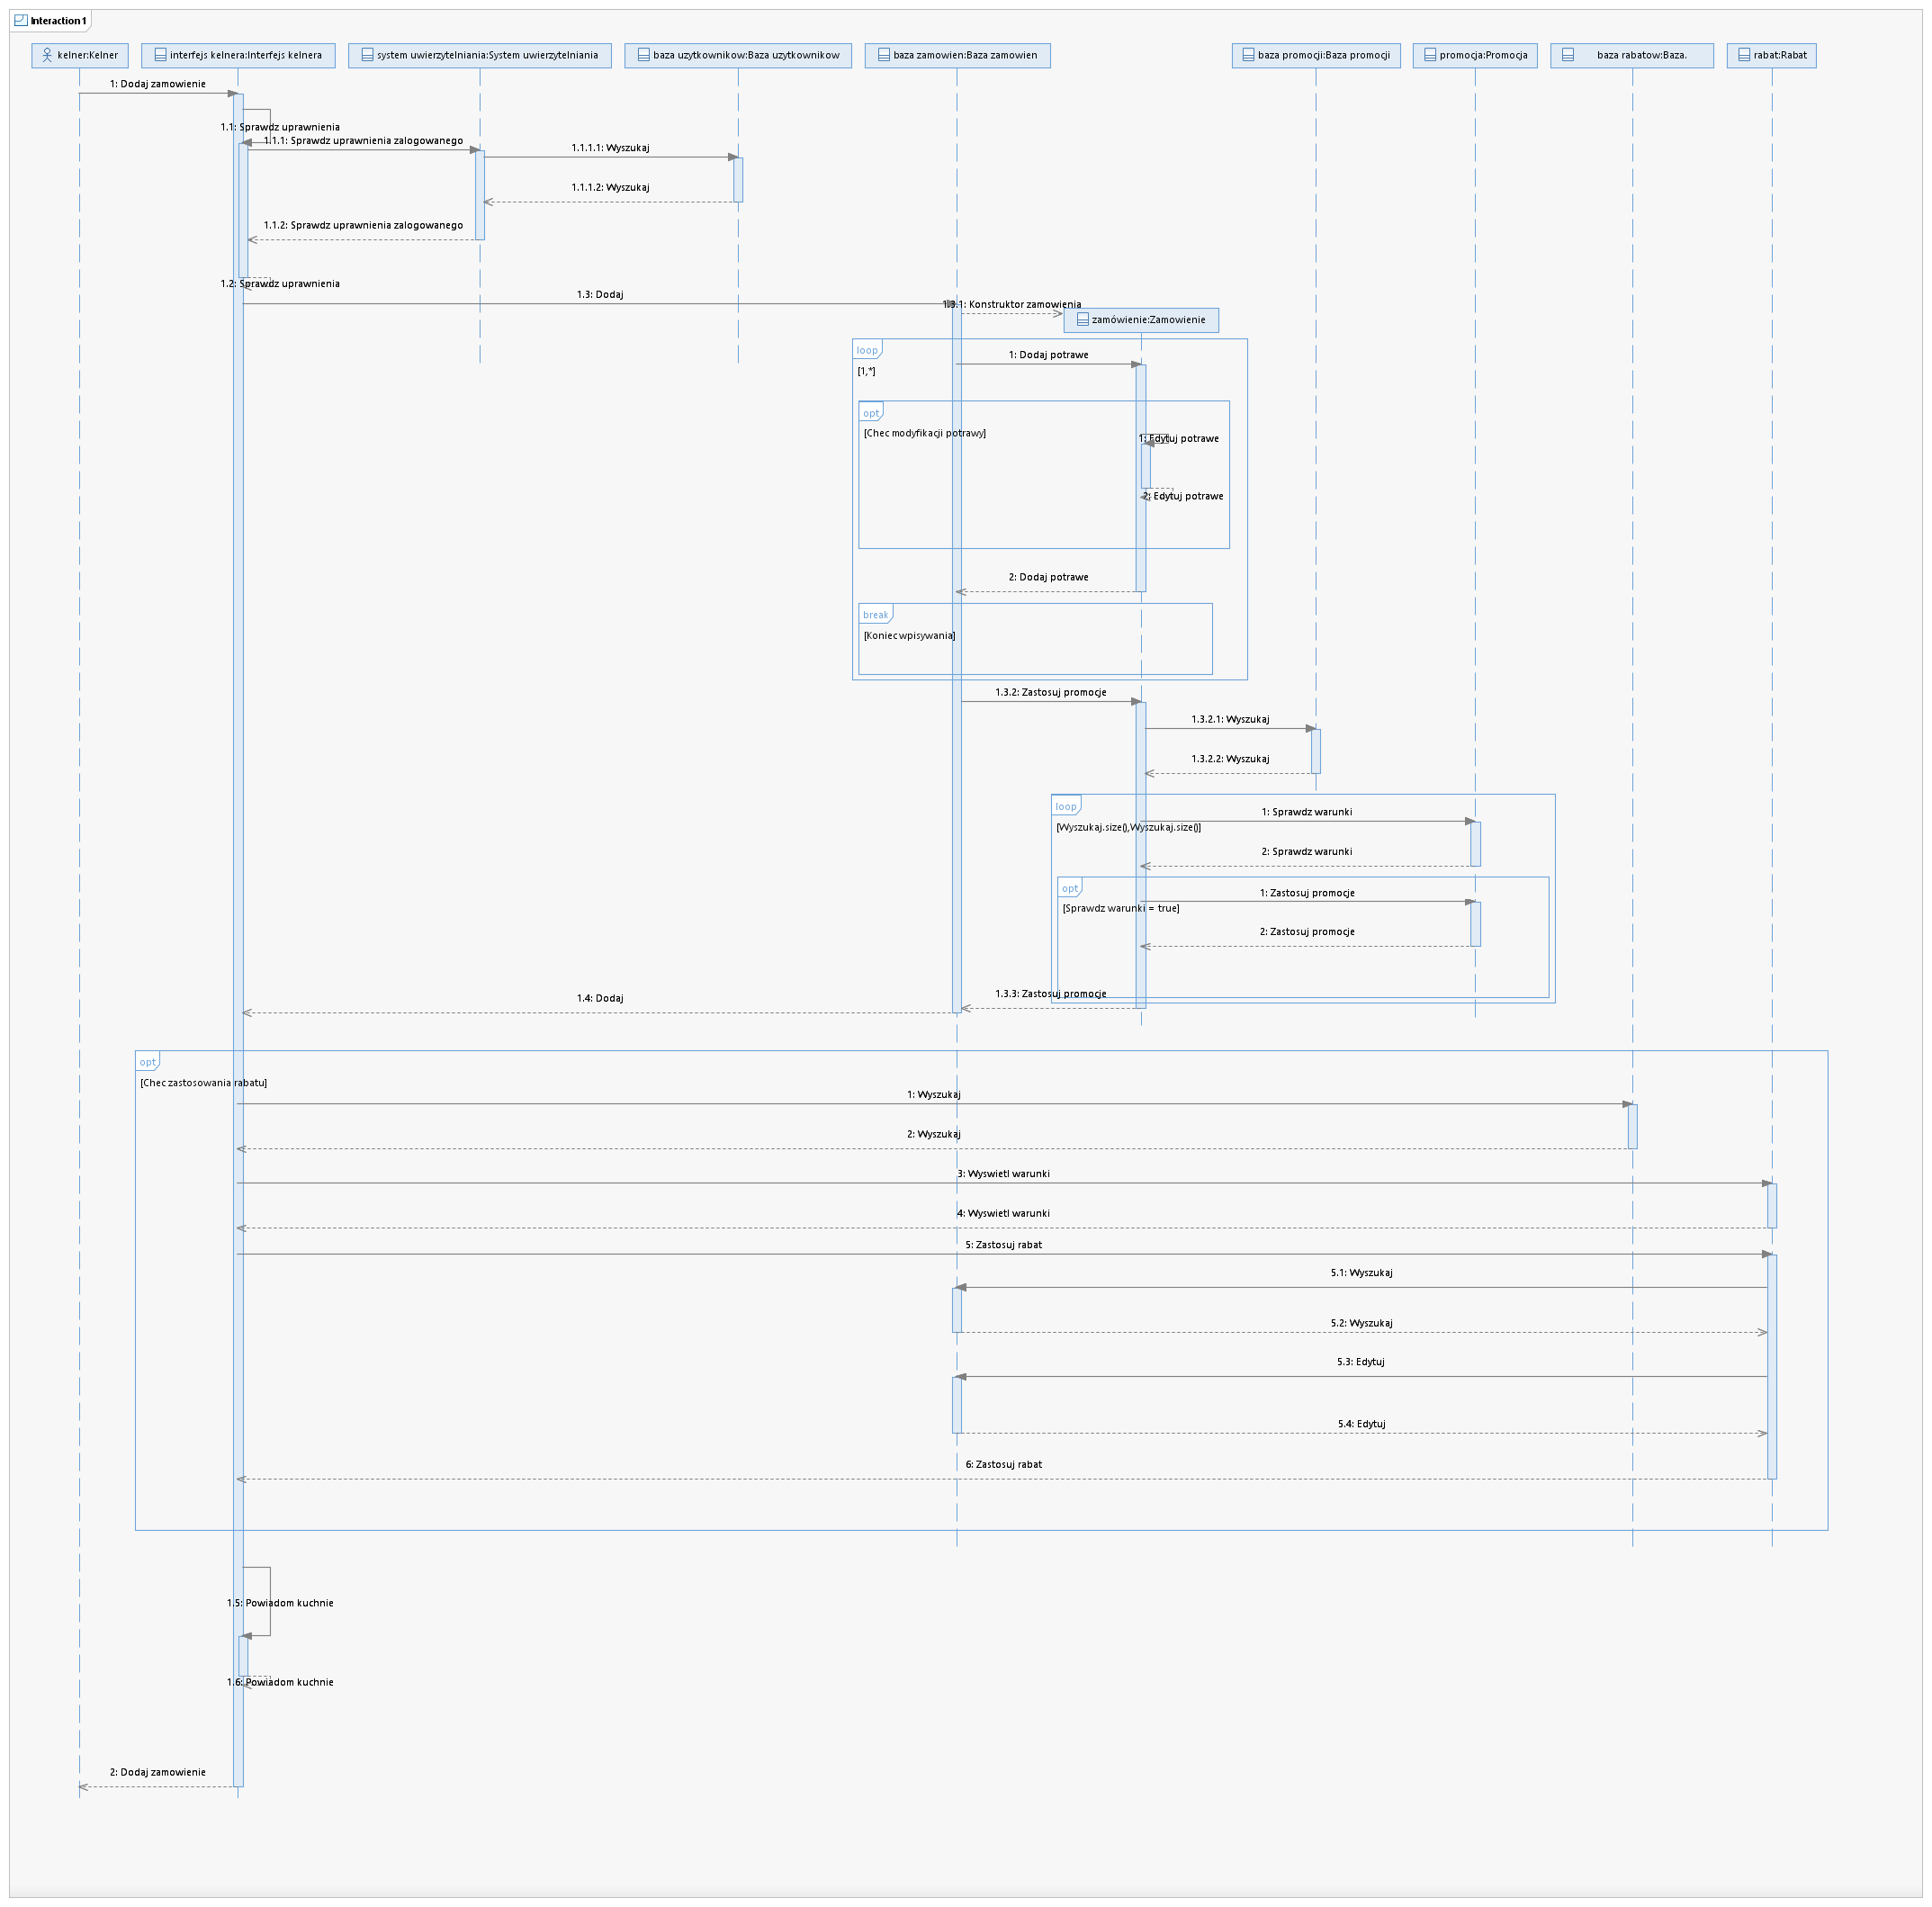 Interaction1
kelner:Kelner
interfejs kelnera:Interfejs kelnera
system uwierzytelniania:System uwierzytelniania
baza uzytkownikow:Baza uzytkownikow
baza zamowien:Baza zamowien
baza promocji:Baza promocji
promocja:Promocja
baza rabatow:Baza.
rabat:Rabat
1: Dodaj zamowienie
1.1: Sprawdz uprawnienia
1.1.1: Sprawdz uprawnienia zalogowanego
1.1.1.1: Wyszukaj
1.1.1.2: Wyszukaj
1.1.2: Sprawdz uprawnienia zalogowanego
1.2: Sprawdz uprawnienia
1.3: Dodaj
1.3.1: Konstruktor zamowienia
zamówienie:Zamowienie
loop
[1,*]
1: Dodaj potrawe
opt
[Chec modyfikacji potrawy]
1: Edytuj potrawe
2: Edytuj potrawe
2: Dodaj potrawe
break
[Koniec wpisywania]
1.3.2: Zastosuj promocje
1.3.2.1: Wyszukaj
1.3.2.2: Wyszukaj
loop
[Wyszukaj.size(),Wyszukaj.size()]
1: Sprawdz warunki
2: Sprawdz warunki
opt
[Sprawdz warunki = true]
1: Zastosuj promocje
2: Zastosuj promocje
1.3.3: Zastosuj promocje
1.4: Dodaj
opt
[Chec zastosowania rabatu]
1: Wyszukaj
2: Wyszukaj
3: Wyswietl warunki
4: Wyswietl warunki
5: Zastosuj rabat
5.1: Wyszukaj
5.2: Wyszukaj
5.3: Edytuj
5.4: Edytuj
6: Zastosuj rabat
1.5: Powiadom kuchnie
1.6: Powiadom kuchnie
2: Dodaj zamowienie